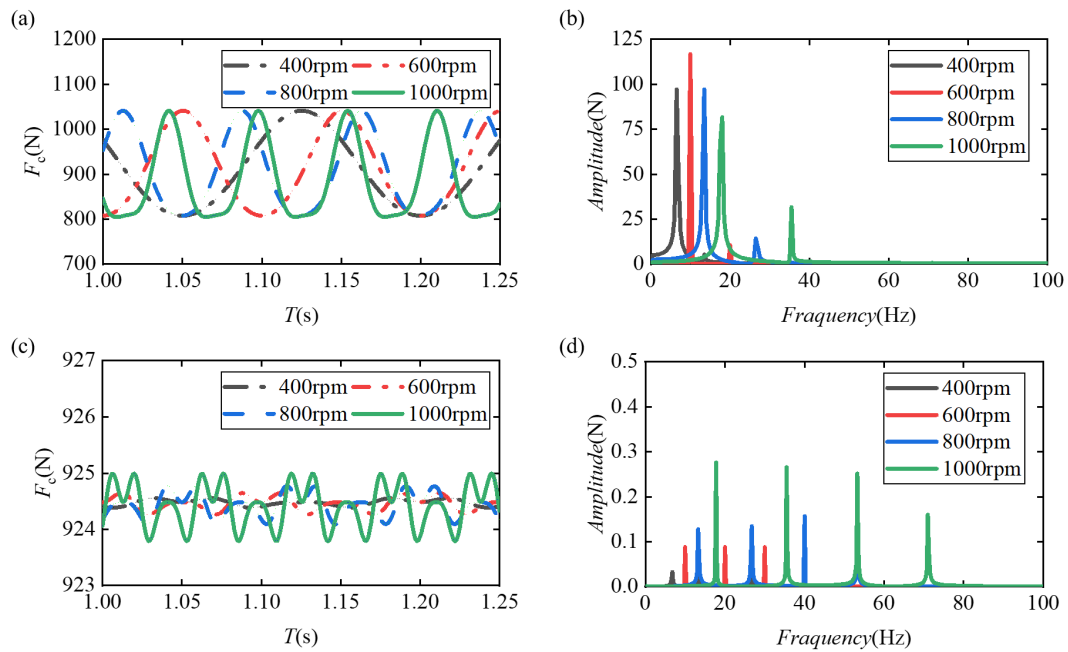 (a)
1200
1100
1000
900
800
700
F_c(N)
400rpm 600rpm
800rpm 1000rpm
1.00 1.05 1.10 1.15 1.20 1.25
T(s)
(b)
125
100
75
50
25
0
Amplitude(N)
400rpm
600rpm
800rpm
1000rpm
0 20 40 60 80 100
Fraquency(Hz)
(c)
927
926
925
924
923
F_c(N)
400rpm 600rpm
800rpm 1000rpm
1.00 1.05 1.10 1.15 1.20 1.25
T(s)
(d)
0.5
0.4
0.3
0.2
0.1
0.0
Amplitude(N)
400rpm
600rpm
800rpm
1000rpm
0 20 40 60 80 100
Fraquency(Hz)